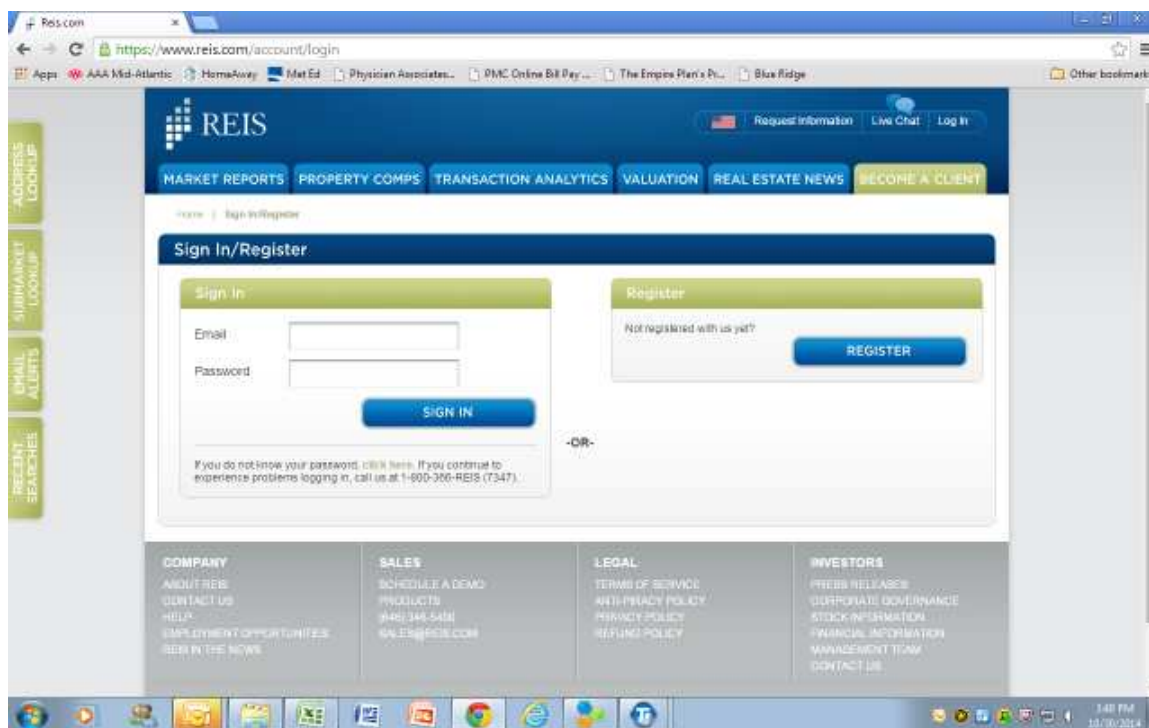 Reis.com
https://www.reis.com/account/login
Apps AAA Mid-Atlantic HomeAway Met Ed Physician Associates... PMC Online Bill Pay ... The Empire Plan's Pr... Blue Ridge Other bookmark
REIS
Request Information Live Chat Log In
MARKET REPORTS PROPERTY COMPS TRANSACTION ANALYTICS VALUATION REAL ESTATE NEWS BECOME A CLIENT
Home | Sign In/Register
ADDRESS
LOOKUP
SUBMARKET
LOOKUP
EMAIL
ALERTS
RECENT
SEARCHES
Sign In/Register
Sign In
Email
Password
SIGN IN
If you do not know your password, click here. If you continue to
experience problems logging in, call us at 1-800-366-REIS (7347).
-OR-
Register
Not registered with us yet?
REGISTER
COMPANY
ABOUT REIS
CONTACT US
HELP
EMPLOYMENT OPPORTUNITIES
REIS IN THE NEWS
SALES
SCHEDULE A DEMO
PRODUCTS
(646) 346-5400
SALES@REIS.COM
LEGAL
TERMS OF SERVICE
ANTI-PIRACY POLICY
PRIVACY POLICY
REFUND POLICY
INVESTORS
PRESS RELEASES
CORPORATE GOVERNANCE
STOCK INFORMATION
FINANCIAL INFORMATION
MANAGEMENT TEAM
CONTACT US
PM
2014